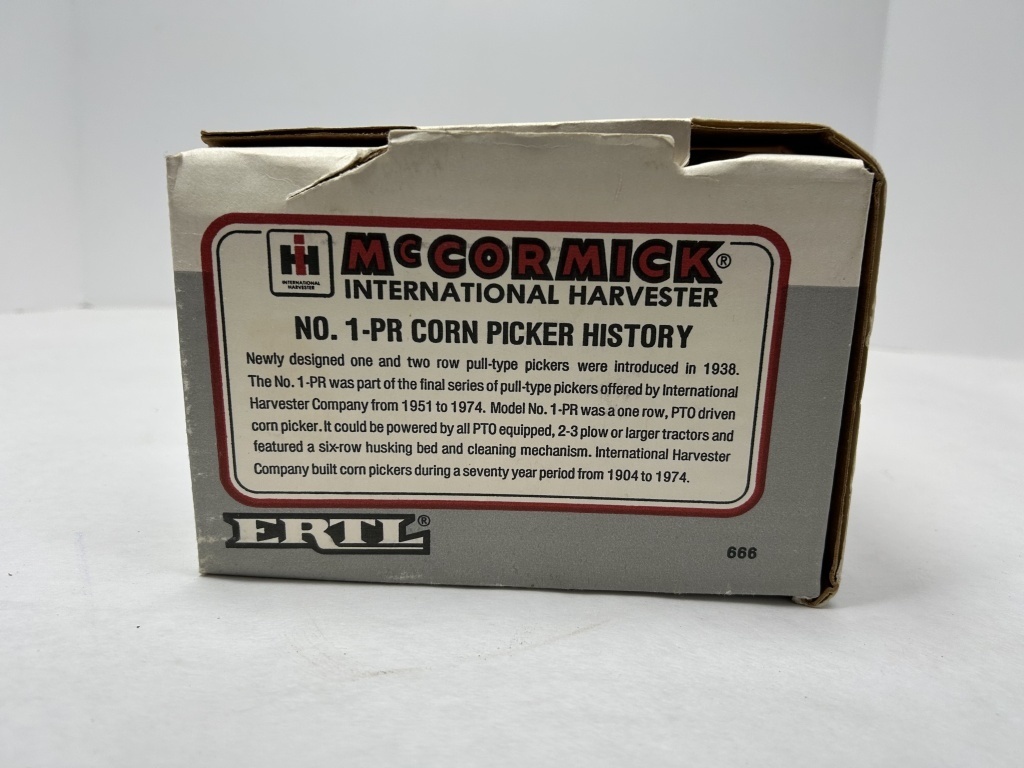 IH
INTERNATIONAL
HARVESTER
McCORMICK®
INTERNATIONAL HARVESTER
NO. 1-PR CORN PICKER HISTORY
Newly designed one and two row pull-type pickers were introduced in 1938.
The No. 1-PR was part of the final series of pull-type pickers offered by International
Harvester Company from 1951 to 1974. Model No. 1-PR was a one row, PTO driven
corn picker. It could be powered by all PTO equipped, 2-3 plow or larger tractors and
featured a six-row husking bed and cleaning mechanism. International Harvester
Company built corn pickers during a seventy year period from 1904 to 1974.
ERTL®
666